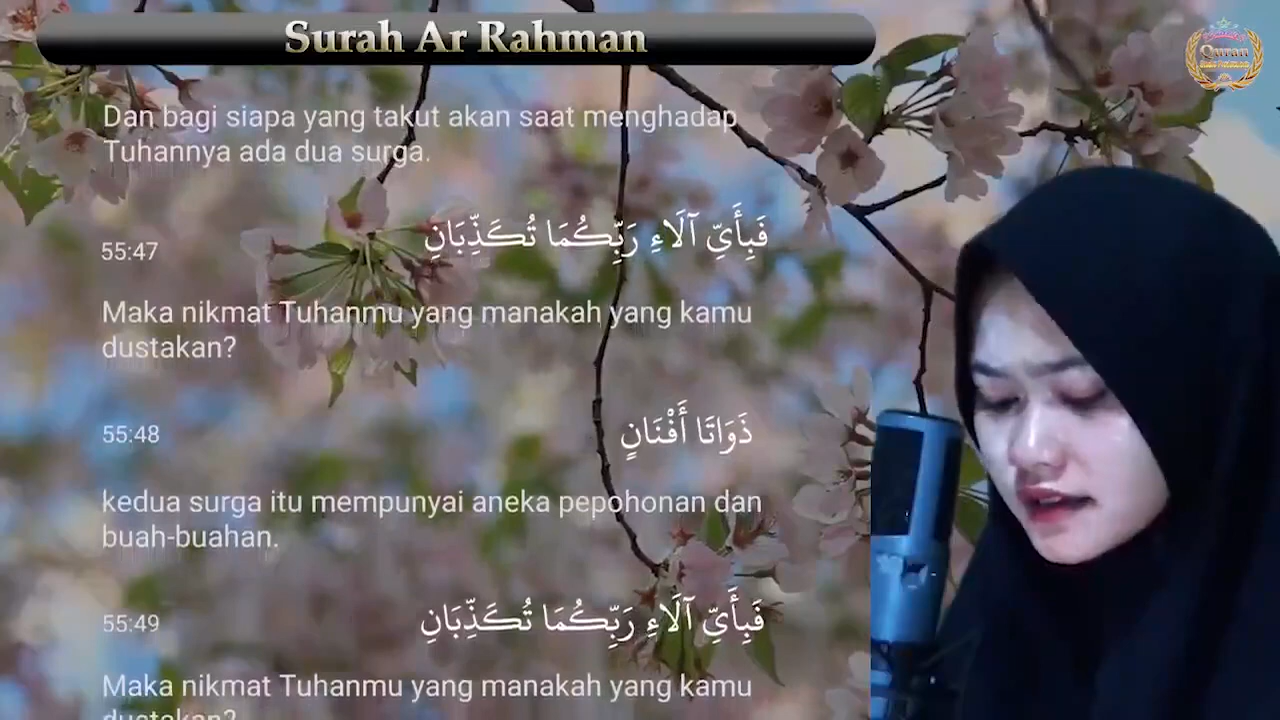 Surah Ar Rahman
Quran
Dan bagi siapa yang takut akan saat menghadap
Tuhannya ada dua surga.
55:47
فَبِأَيِّ آلَاءِ رَبِّكُمَا تُكَذِّبَانِ
Maka nikmat Tuhanmu yang manakah yang kamu
dustakan?
55:48
ذَوَاتَا أَفْنَانٍ
kedua surga itu mempunyai aneka pepohonan dan
buah-buahan.
55:49
فَبِأَيِّ آلَاءِ رَبِّكُمَا تُكَذِّبَانِ
Maka nikmat Tuhanmu yang manakah yang kamu
dustakan?